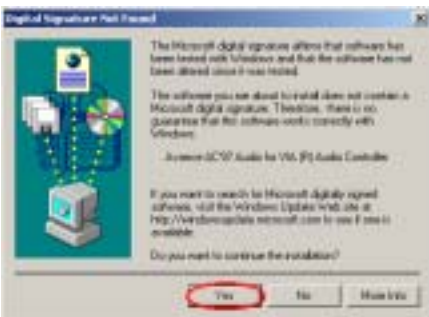 Digital Signature Not Found
The Microsoft digital signature affirms that software has
been tested with Windows and that the software has not
been altered since it was tested.
The software you are about to install does not contain a
Microsoft digital signature. Therefore, there is no
guarantee that this software works correctly with
Windows.
Avance AC'97 Audio for VIA (R) Audio Controller
If you want to search for Microsoft digitally signed
software, visit the Windows Update Web site at
http://windowsupdate.microsoft.com to see if one is
available.
Do you want to continue the installation?
Yes
No
More Info